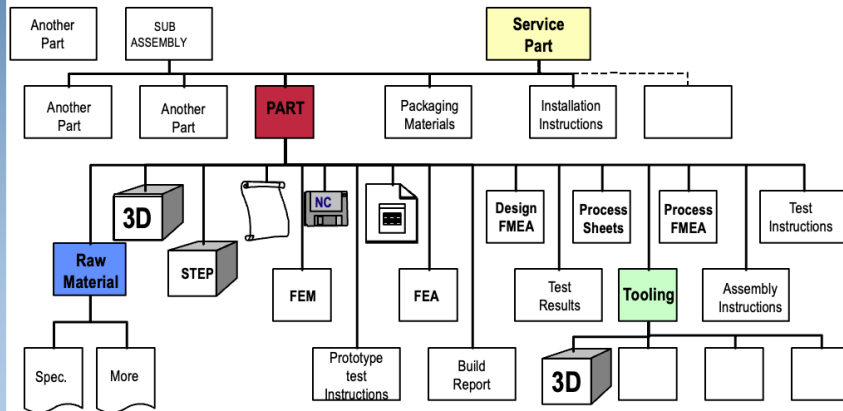 Another
Part
SUB
ASSEMBLY
Service
Part
Another
Part
Another
Part
PART
Packaging
Materials
Installation
Instructions
3D
NC
Design
FMEA
Process
Sheets
Process
FMEA
Test
Instructions
Raw
Material
STEP
FEM
FEA
Test
Results
Tooling
Assembly
Instructions
Spec.
More
Prototype
test
Instructions
Build
Report
3D